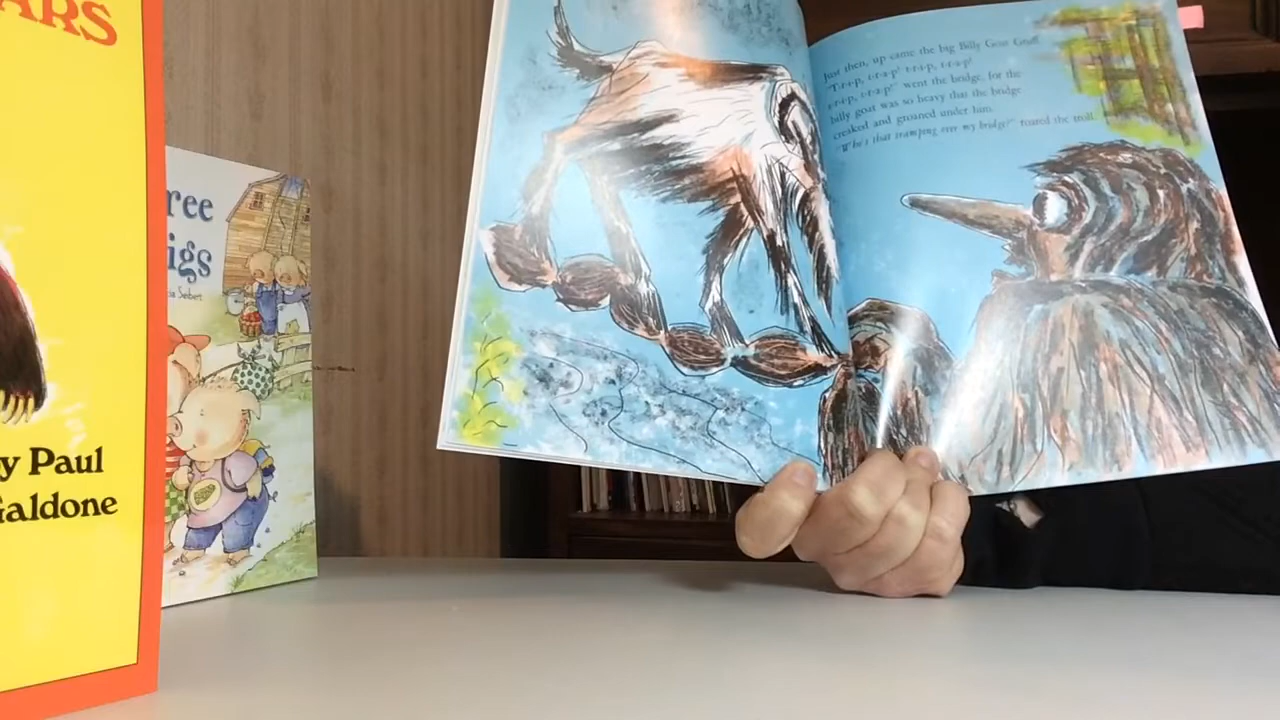 ARS
y Paul
Galdone
ree
igs
Just then, up came the big Billy Goat Gruff.
"T-r-i-p, t-r-a-p! t-r-i-p, t-r-a-p!
t-r-i-p, t-r-a-p!" went the bridge, for the
billy goat was so heavy that the bridge
creaked and groaned under him.
"Who's that tramping over my bridge?" roared the troll.